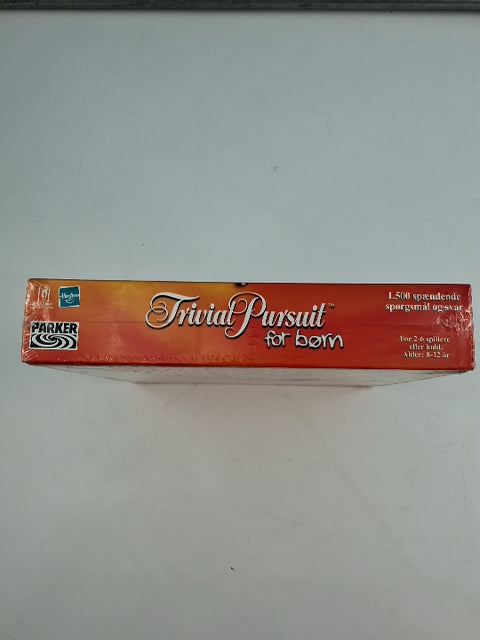 Hasbro
PARKER
Trivial Pursuit™
for børn
1.500 spændende
spørgsmål og svar
For 2-6 spillere
eller hold.
Alder: 8-12 år